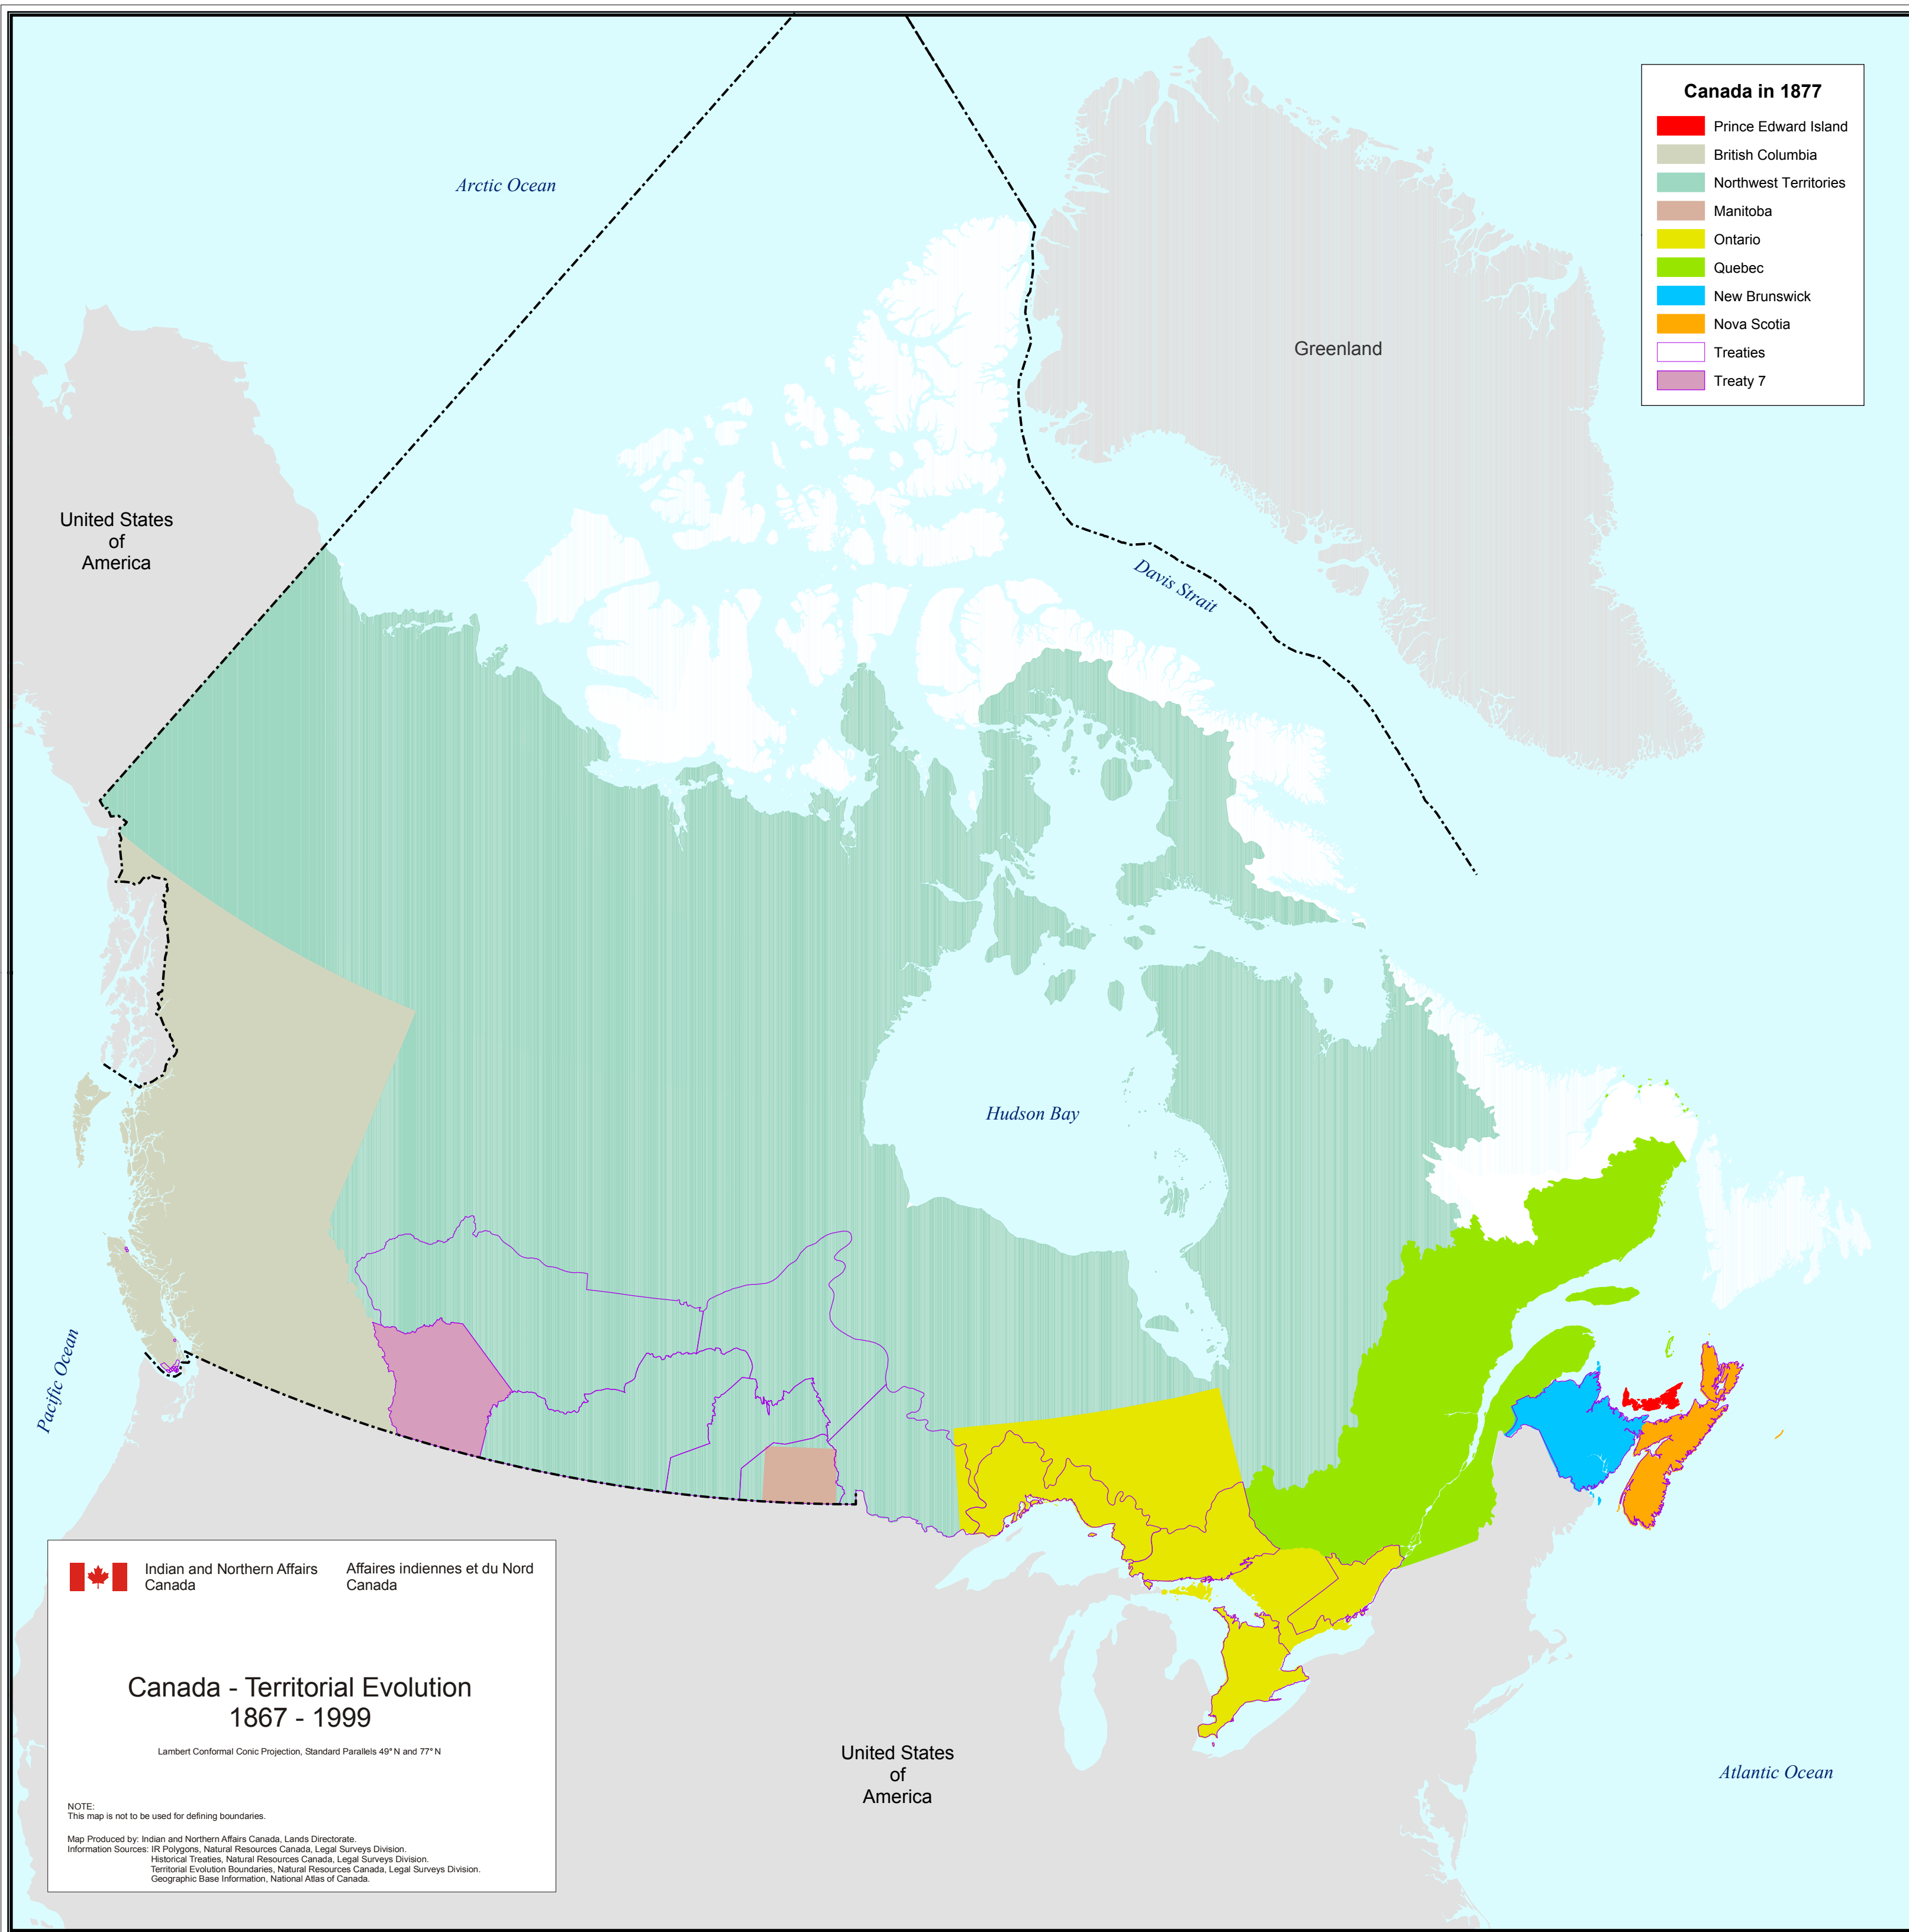 Canada in 1877
Prince Edward Island
British Columbia
Northwest Territories
Manitoba
Ontario
Quebec
New Brunswick
Nova Scotia
Treaties
Treaty 7
Arctic Ocean
Greenland
United States
of
America
Davis Strait
Hudson Bay
Pacific Ocean
Indian and Northern Affairs
Canada
Affaires indiennes et du Nord
Canada
Canada - Territorial Evolution
1867 - 1999
Lambert Conformal Conic Projection, Standard Parallels 49° N and 77° N
NOTE:
This map is not to be used for defining boundaries.
Map Produced by: Indian and Northern Affairs Canada, Lands Directorate.
Information Sources: IR Polygons, Natural Resources Canada, Legal Surveys Division.
Historical Treaties, Natural Resources Canada, Legal Surveys Division.
Territorial Evolution Boundaries, Natural Resources Canada, Legal Surveys Division.
Geographic Base Information, National Atlas of Canada.
United States
of
America
Atlantic Ocean